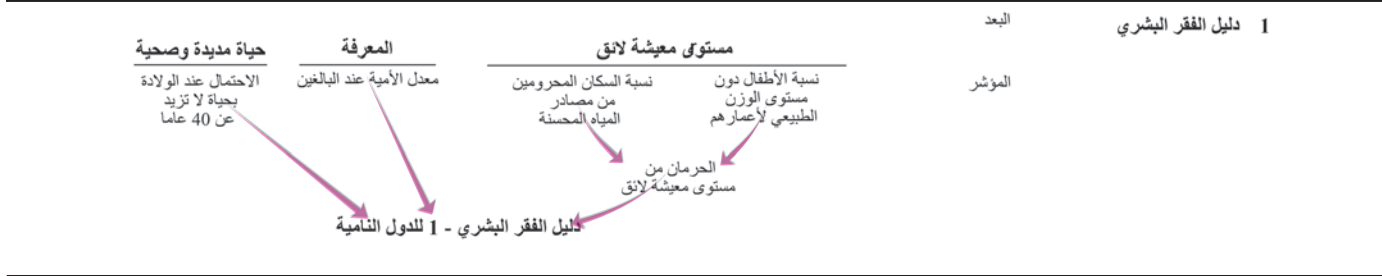 1 دليل الفقر البشري
البعد
مستوى معيشة لائق
المعرفة
حياة مديدة وصحية
المؤشر
نسبة الأطفال دون
مستوى الوزن
الطبيعي لأعمارهم
نسبة السكان المحرومين
من مصادر
المياه المحسنة
معدل الأمية عند البالغين
الاحتمال عند الولادة
بحياة لا تزيد
عن 40 عاما
الحرمان من
مستوى معيشة لائق
دليل الفقر البشري - 1 للدول النامية